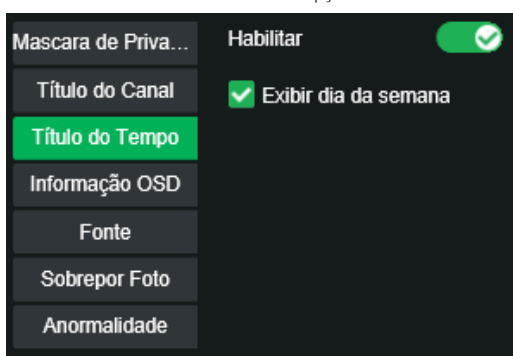 Mascara de Priva...
Habilitar
Título do Canal
Exibir dia da semana
Título do Tempo
Informação OSD
Fonte
Sobrepor Foto
Anormalidade